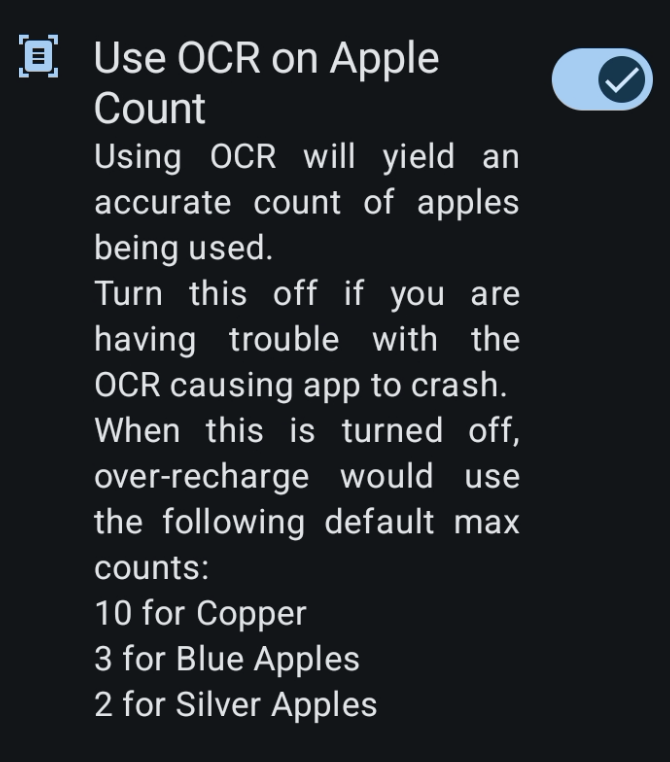 Use OCR on Apple
Count
Using OCR will yield an
accurate count of apples
being used.
Turn this off if you are
having trouble with the
OCR causing app to crash.
When this is turned off,
over-recharge would use
the following default max
counts:
10 for Copper
3 for Blue Apples
2 for Silver Apples